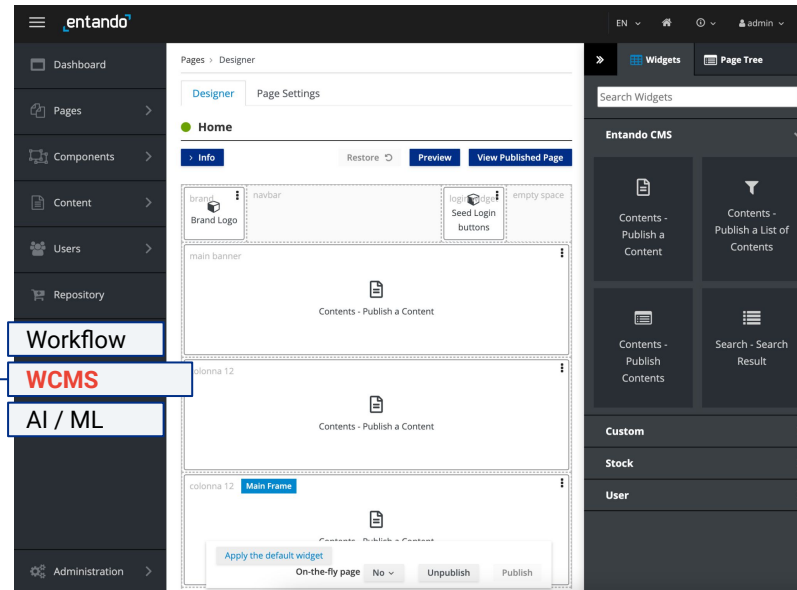 entando
EN
admin
Dashboard
Pages
Components
Content
Users
Repository
Workflow
WCMS
AI / ML
Administration
Pages > Designer
Designer Page Settings
Home
> Info Restore Preview View Published Page
brand navbar empty space
Brand Logo
Seed Login
buttons
main banner
Contents - Publish a Content
colonna 12
Contents - Publish a Content
colonna 12 Main Frame
Contents - Publish a Content
Apply the default widget
On-the-fly page No Unpublish Publish
Widgets Page Tree
Search Widgets
Entando CMS
Contents -
Publish a
Content
Contents -
Publish a List of
Contents
Contents -
Publish
Contents
Search - Search
Result
Custom
Stock
User